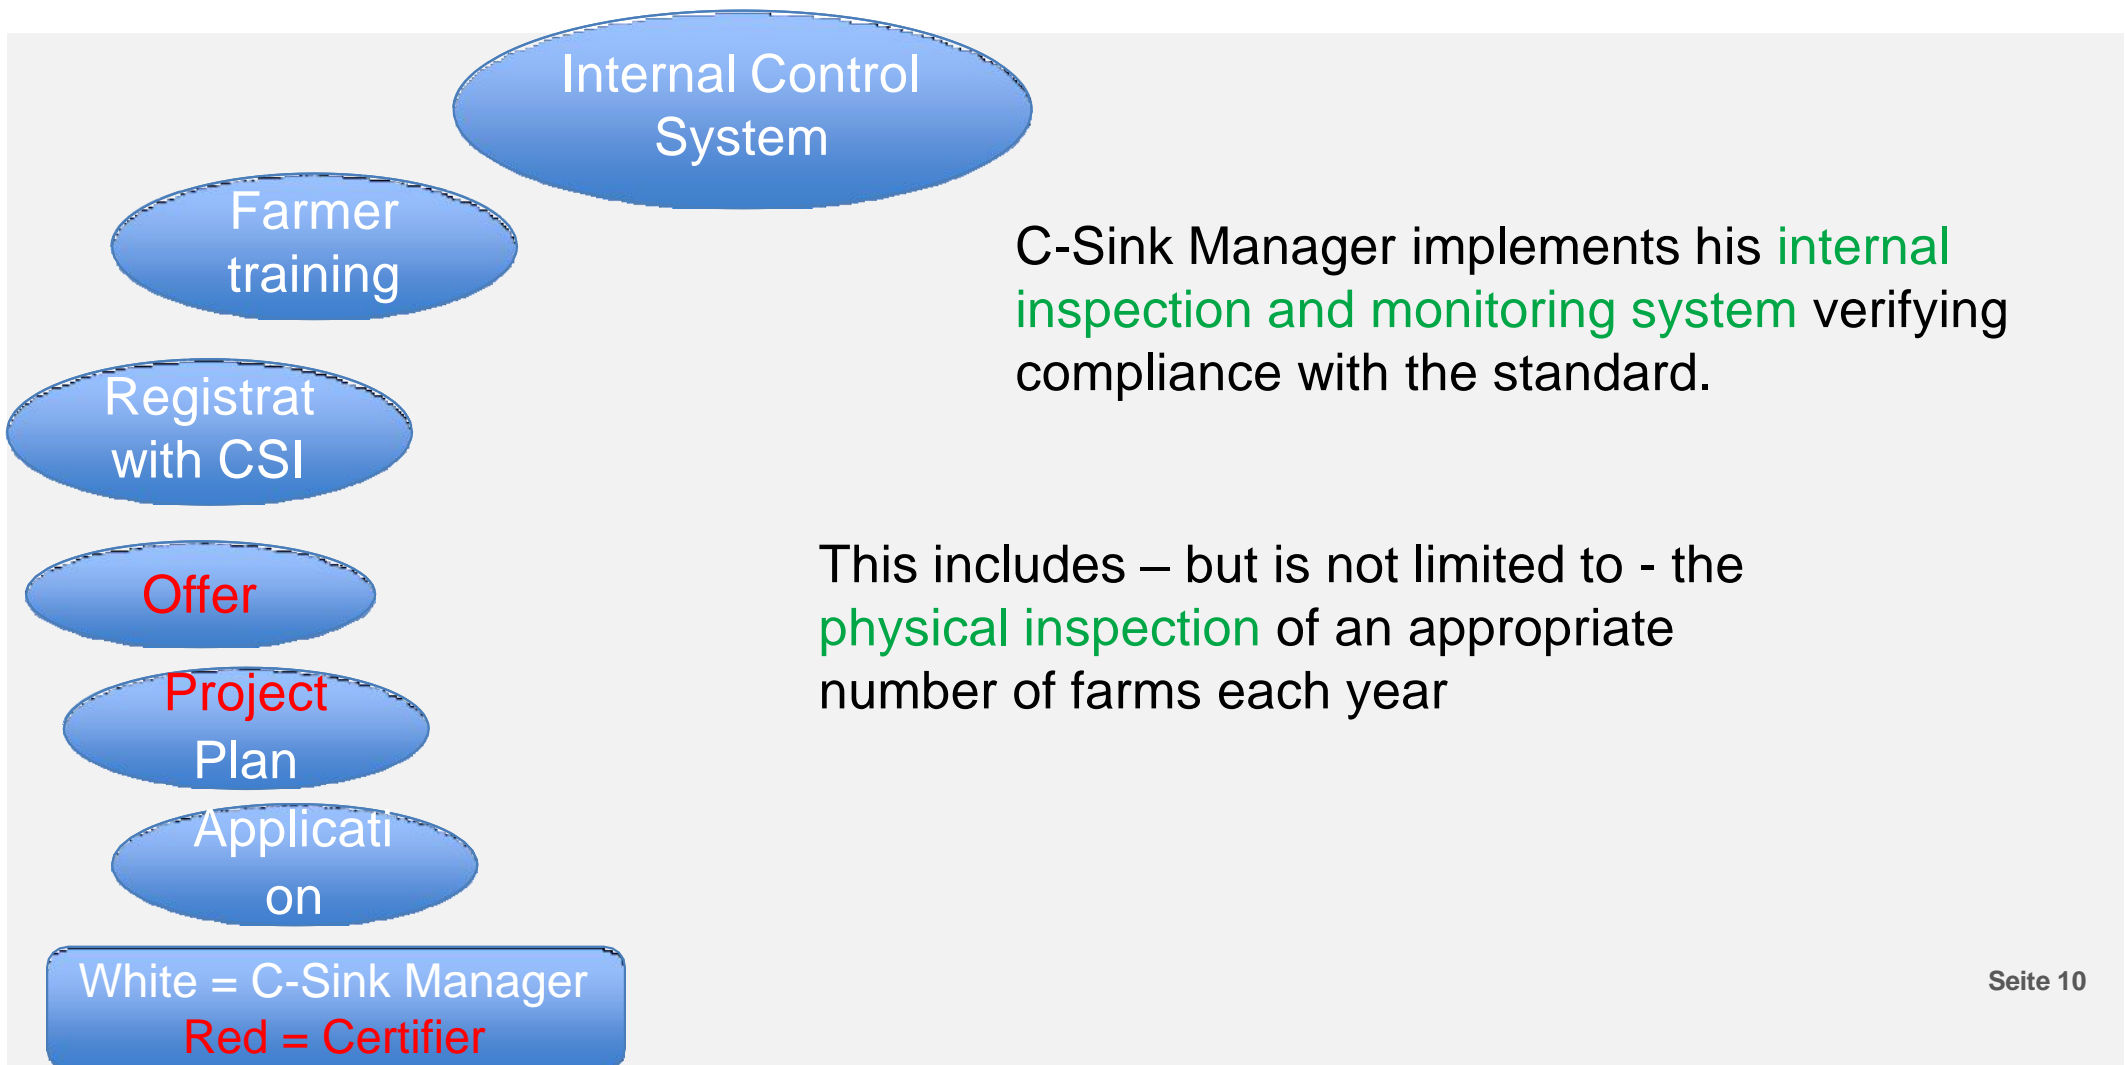 Internal Control
System
Farmer
training
C-Sink Manager implements his internal
inspection and monitoring system verifying
compliance with the standard.
Registrat
with CSI
This includes – but is not limited to - the
physical inspection of an appropriate
number of farms each year
Offer
Project
Plan
Applicati
on
White = C-Sink Manager
Red = Certifier
Seite 10